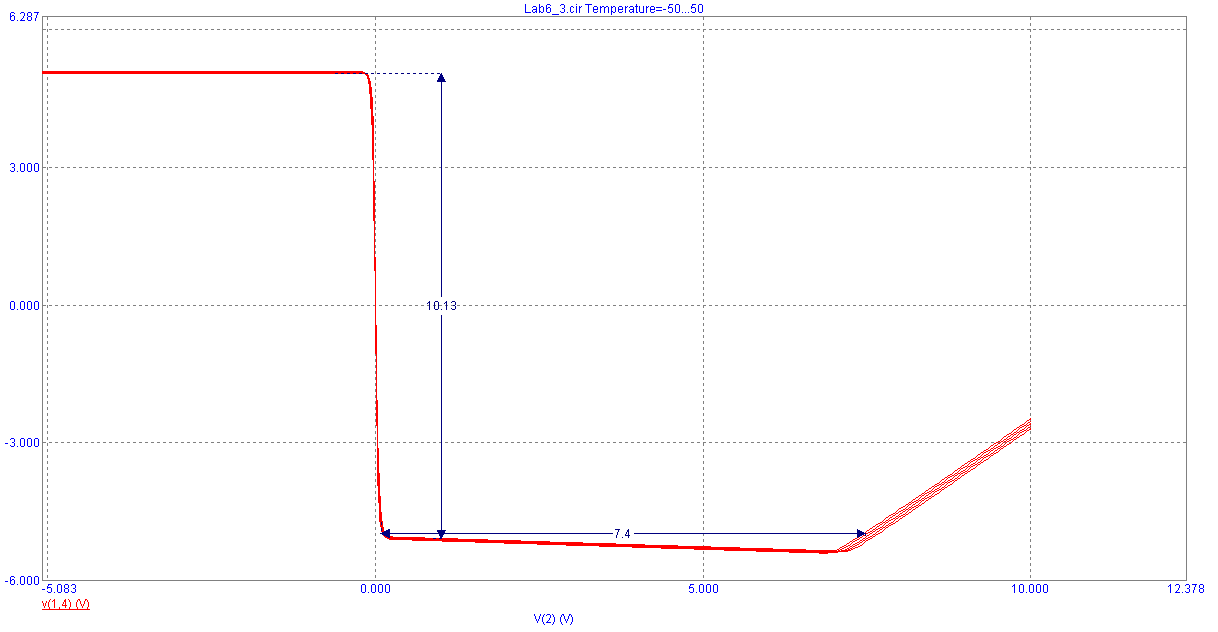 Lab6_3.cir Temperature=-50...50
6.287
3.000
10.13
0.000
-3.000
7.4
-6.000
-5.083 0.000 5.000 10.000 12.378
v(1,4) (V)
V(2) (V)